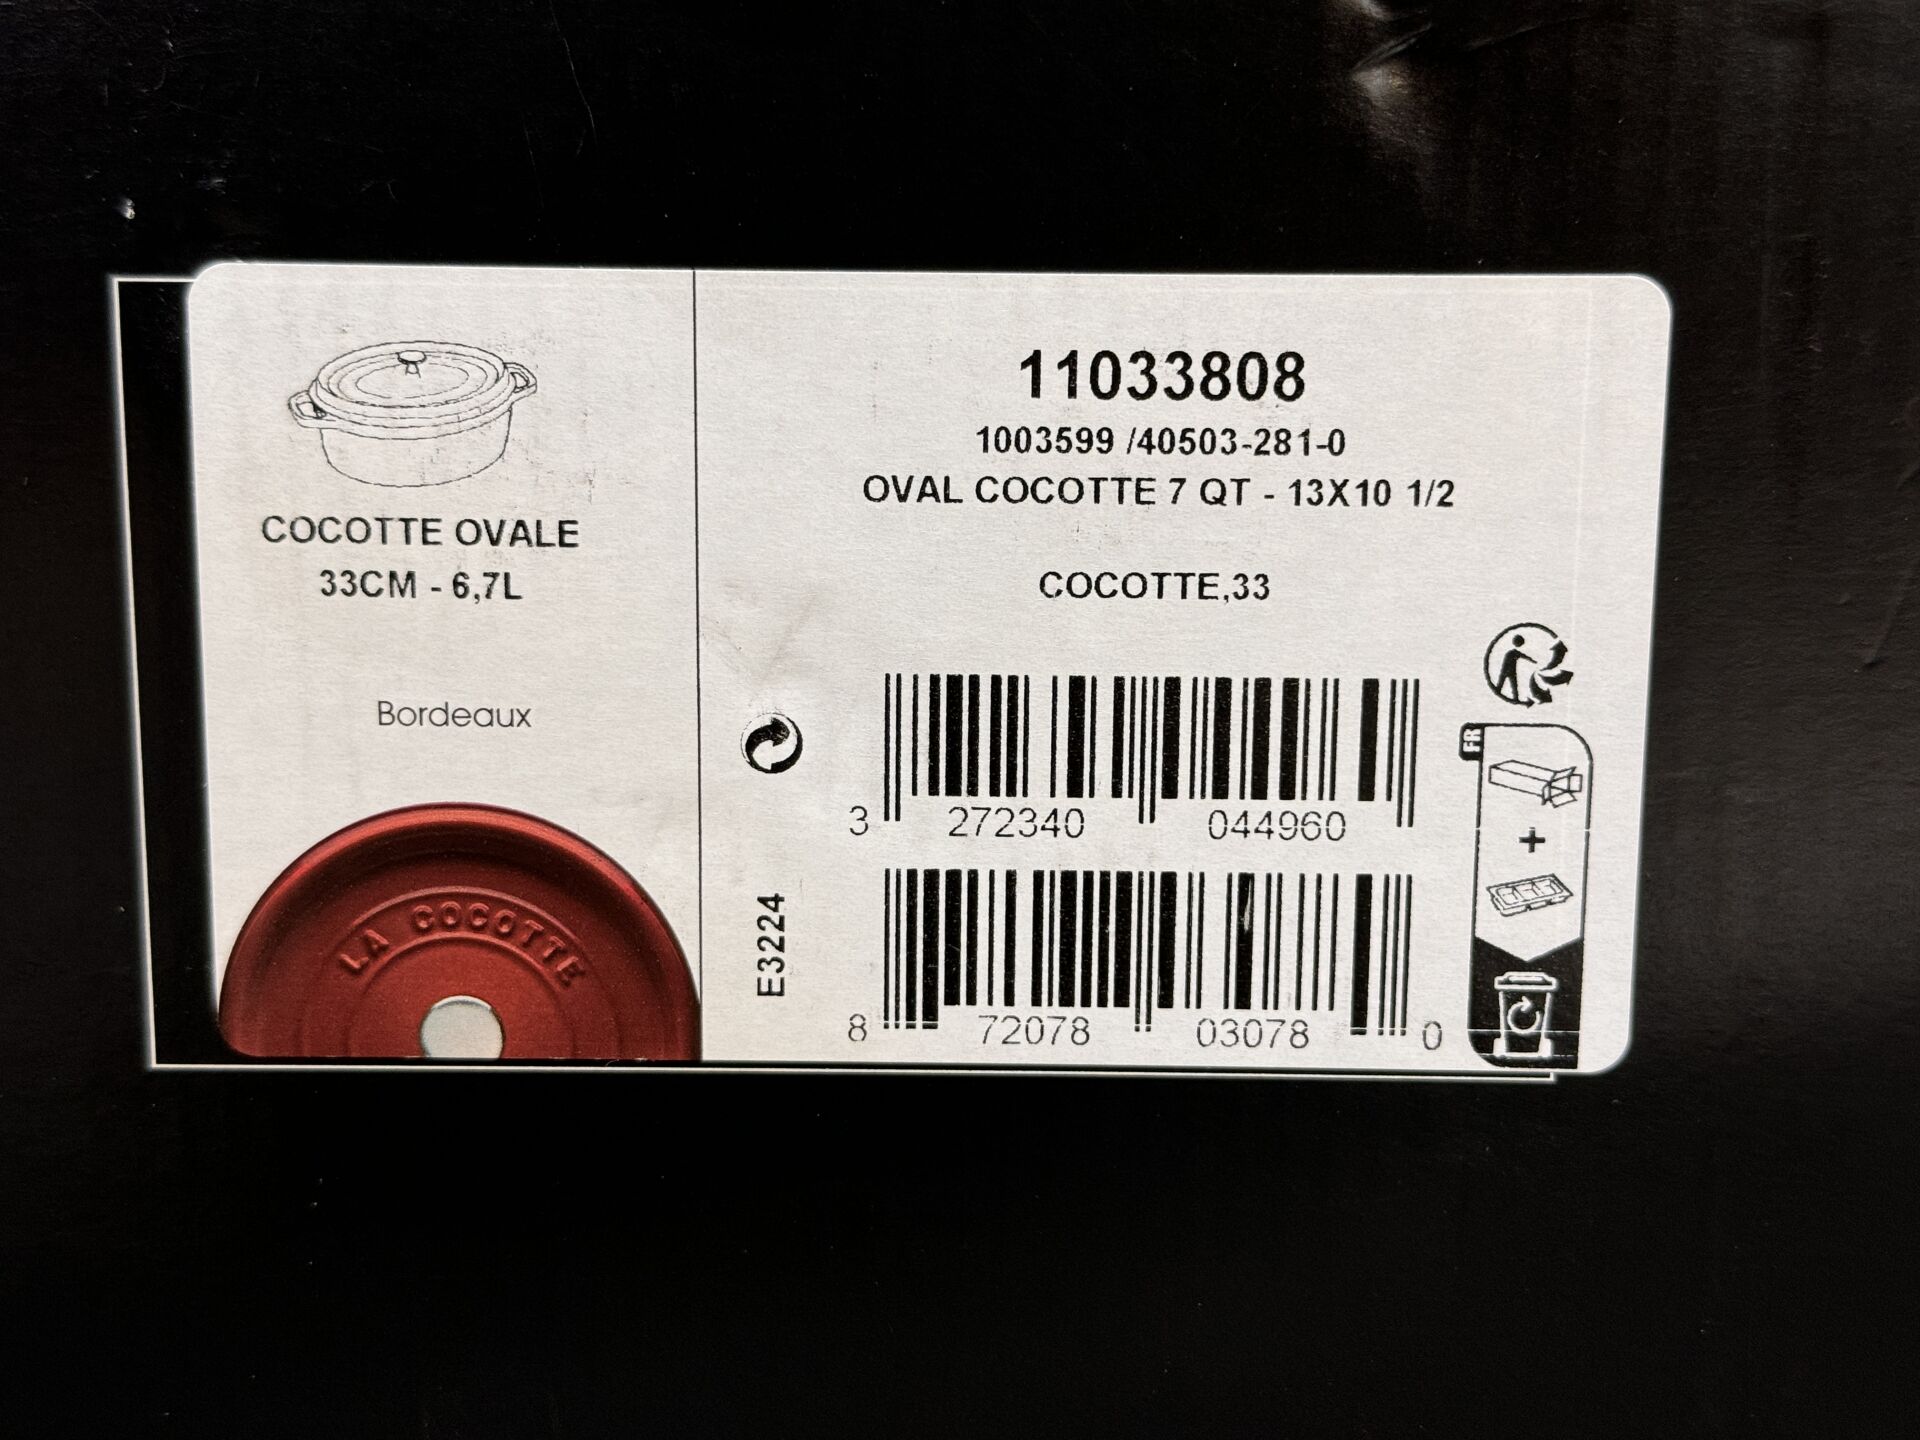 COCOTTE OVALE
33CM - 6,7L
Bordeaux
LA COCOTTE
11033808
1003599 /40503-281-0
OVAL COCOTTE 7 QT - 13X10 1/2
COCOTTE,33
3 272340 044960
E3224
8 72078 03078 0
FR
+